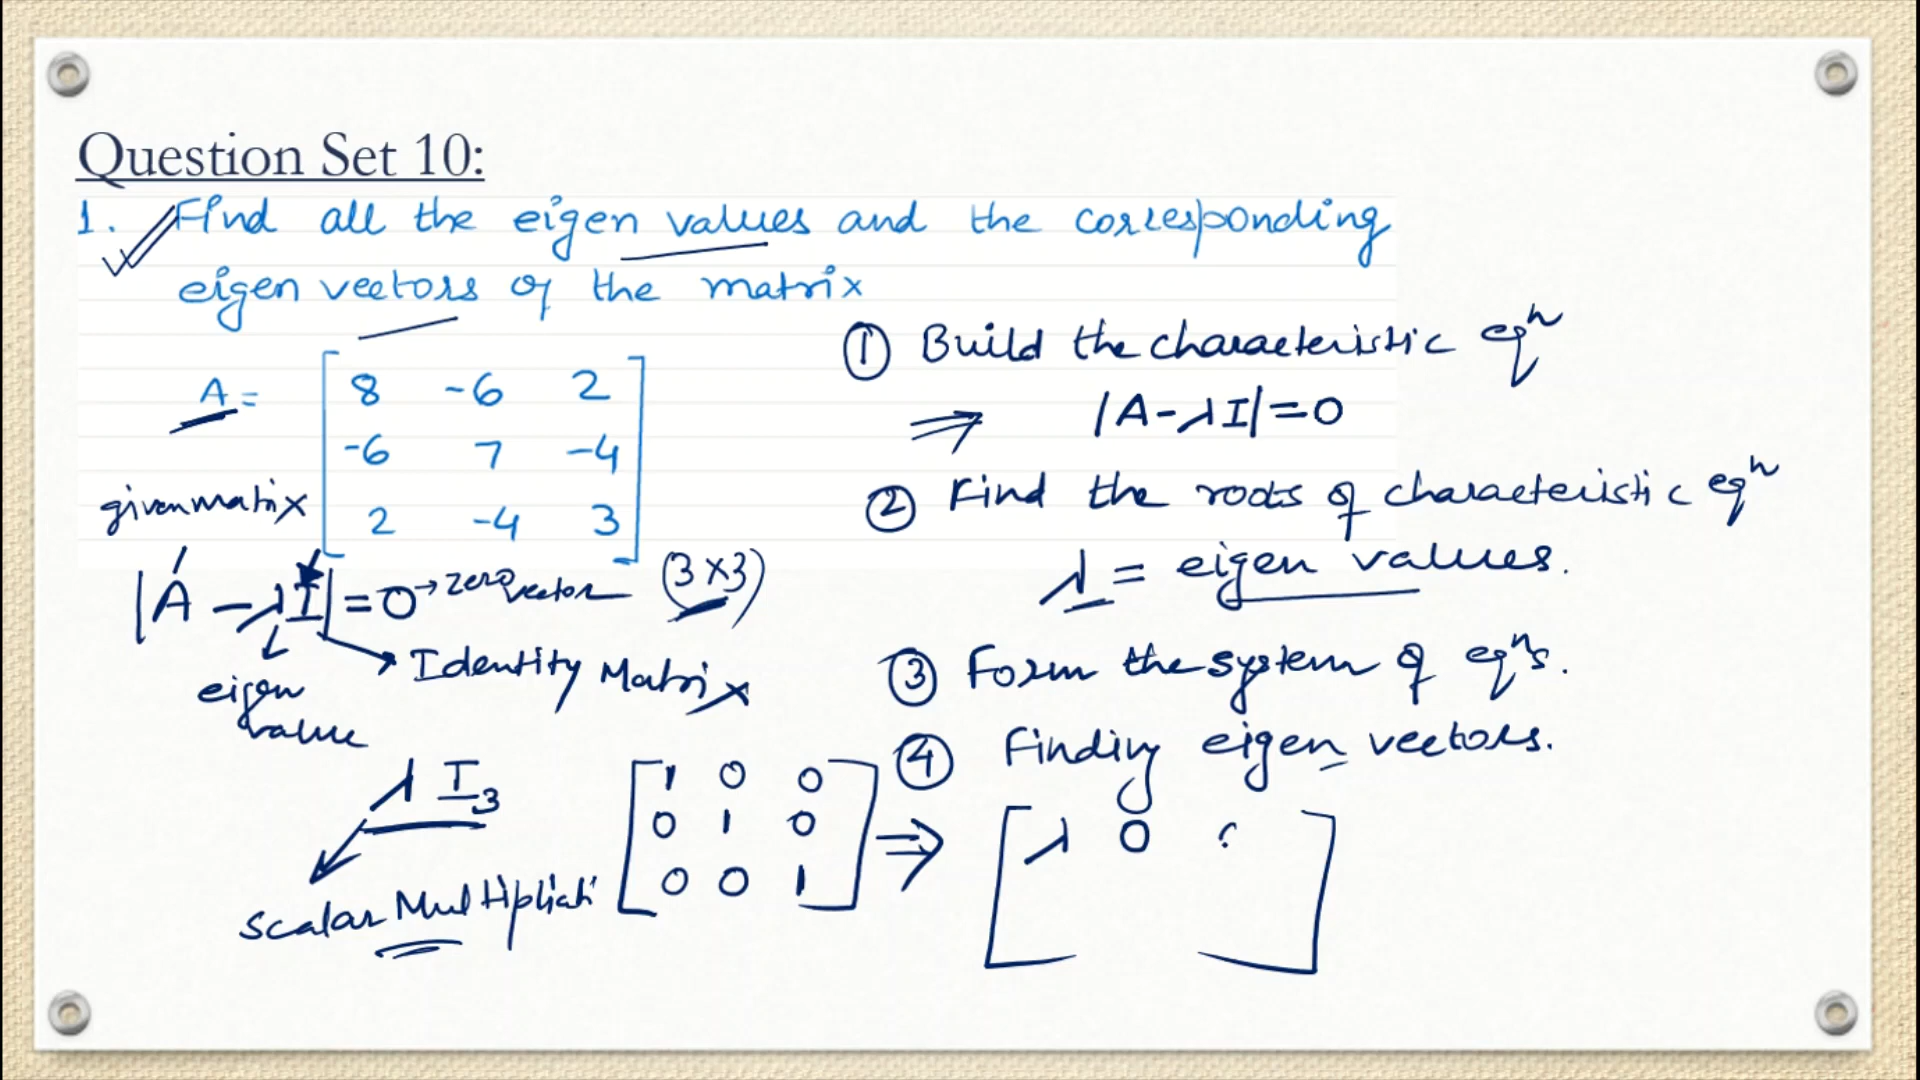 Question Set 10:
1. Find all the eigen values and the corresponding
eigen vectors of the matrix
A = [ 8 -6 2
-6 7 -4
2 -4 3 ]
given matrix
|A - λI| = 0 → zero vector (3×3)
→ Identity Matrix
eigen
value
λ I₃
Scalar Multipliati
[ 1 0 0
0 1 0
0 0 1 ] ⇒ [ λ 0
① Build the characteristic eqⁿ
⇒ |A-λI|=0
② Find the roots of characteristic eqⁿ
λ = eigen values.
③ Form the system of eqⁿs.
④ Finding eigen vectors.